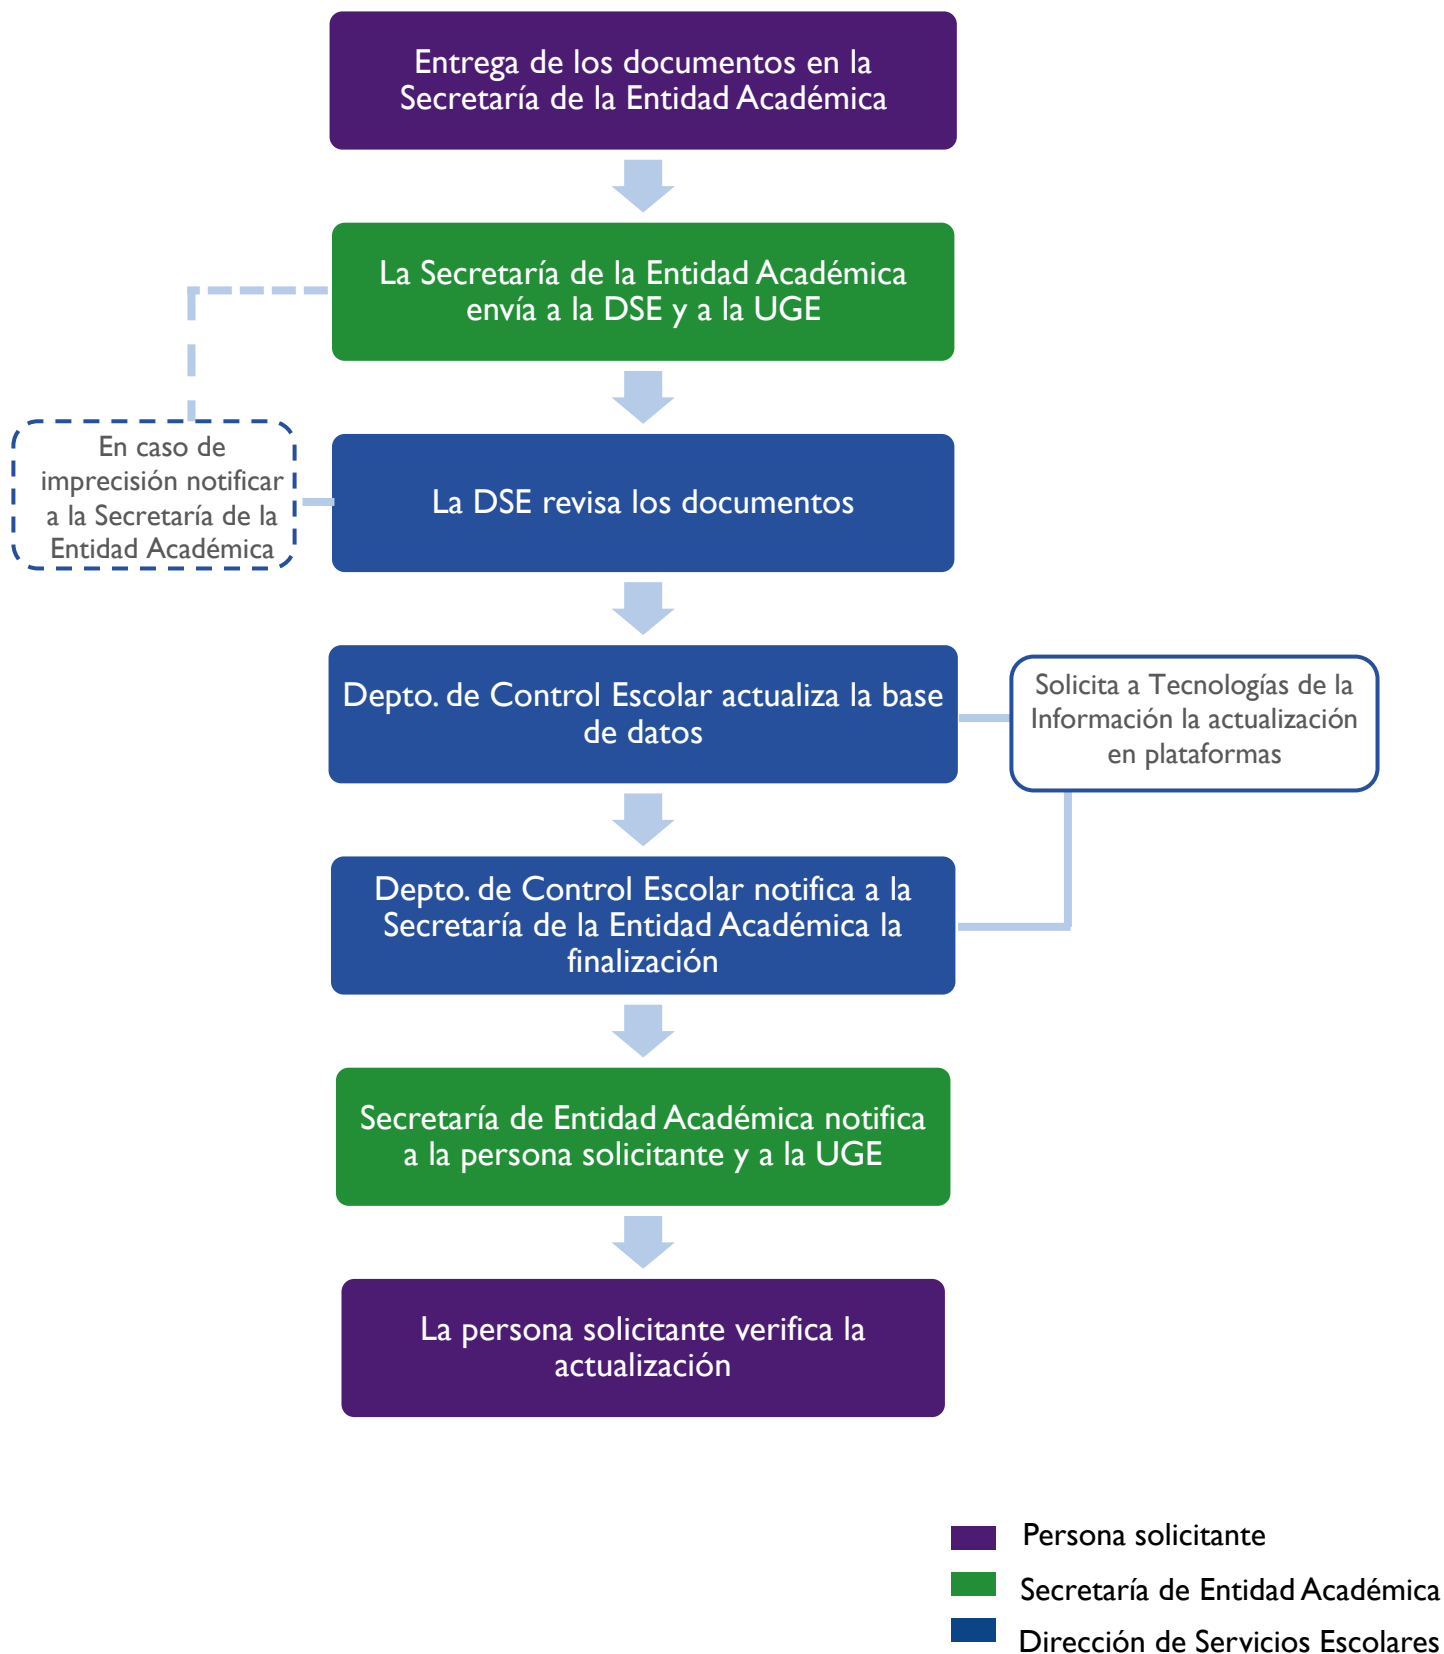 Entrega de los documentos en la
Secretaría de la Entidad Académica
La Secretaría de la Entidad Académica
envía a la DSE y a la UGE
En caso de
imprecisión notificar
a la Secretaría de la
Entidad Académica
La DSE revisa los documentos
Depto. de Control Escolar actualiza la base
de datos
Solicita a Tecnologías de la
Información la actualización
en plataformas
Depto. de Control Escolar notifica a la
Secretaría de la Entidad Académica la
finalización
Secretaría de Entidad Académica notifica
a la persona solicitante y a la UGE
La persona solicitante verifica la
actualización
Persona solicitante
Secretaría de Entidad Académica
Dirección de Servicios Escolares